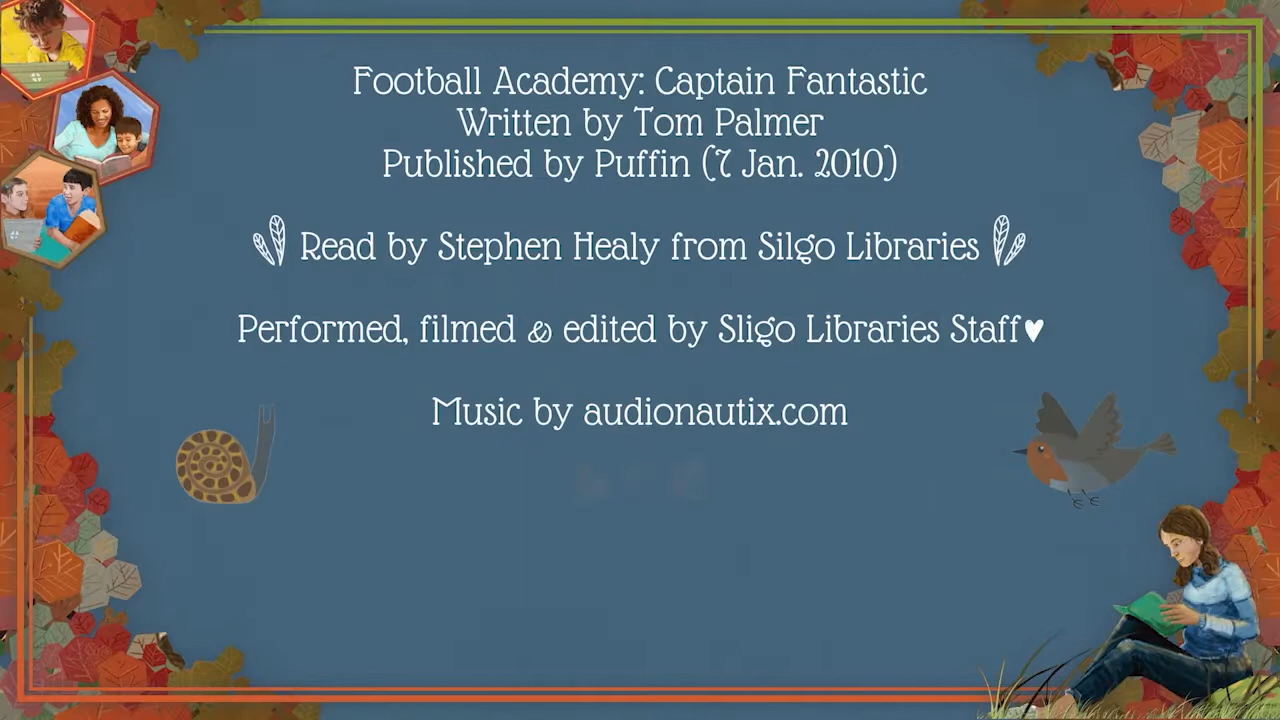 Football Academy: Captain Fantastic
Written by Tom Palmer
Published by Puffin (7 Jan. 2010)
Read by Stephen Healy from Silgo Libraries
Performed, filmed & edited by Sligo Libraries Staff♥
Music by audionautix.com